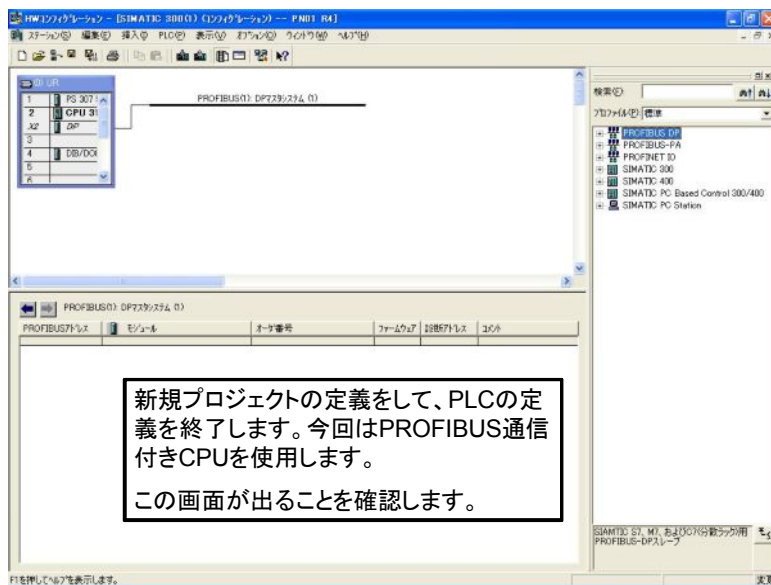 HWコンフィグレーション - [SIMATIC 300(1) (コンフィグレーション) -- PN01 R4]
ステーション(S) 編集(E) 挿入(I) PLC(P) 表示(V) オプション(O) ウィンドウ(W) ヘルプ(H)
(0) UR
1 PS 307
2 CPU 31
X2 DP
3
4 DI8/DO
5
6
PROFIBUS(1): DPマスタシステム (1)
検索(E):
プロファイル(P): 標準
PROFIBUS DP
PROFIBUS-PA
PROFINET IO
SIMATIC 300
SIMATIC 400
SIMATIC PC Based Control 300/400
SIMATIC PC Station
PROFIBUS(1): DPマスタシステム (1)
PROFIBUSアドレス モジュール オーダ番号 ファームウェア 診断アドレス コメント
新規プロジェクトの定義をして、PLCの定
義を終了します。今回はPROFIBUS通信
付きCPUを使用します。
この画面が出ることを確認します。
PROFIBUS-DPスレーブ
F1を押してヘルプを表示します。
変更